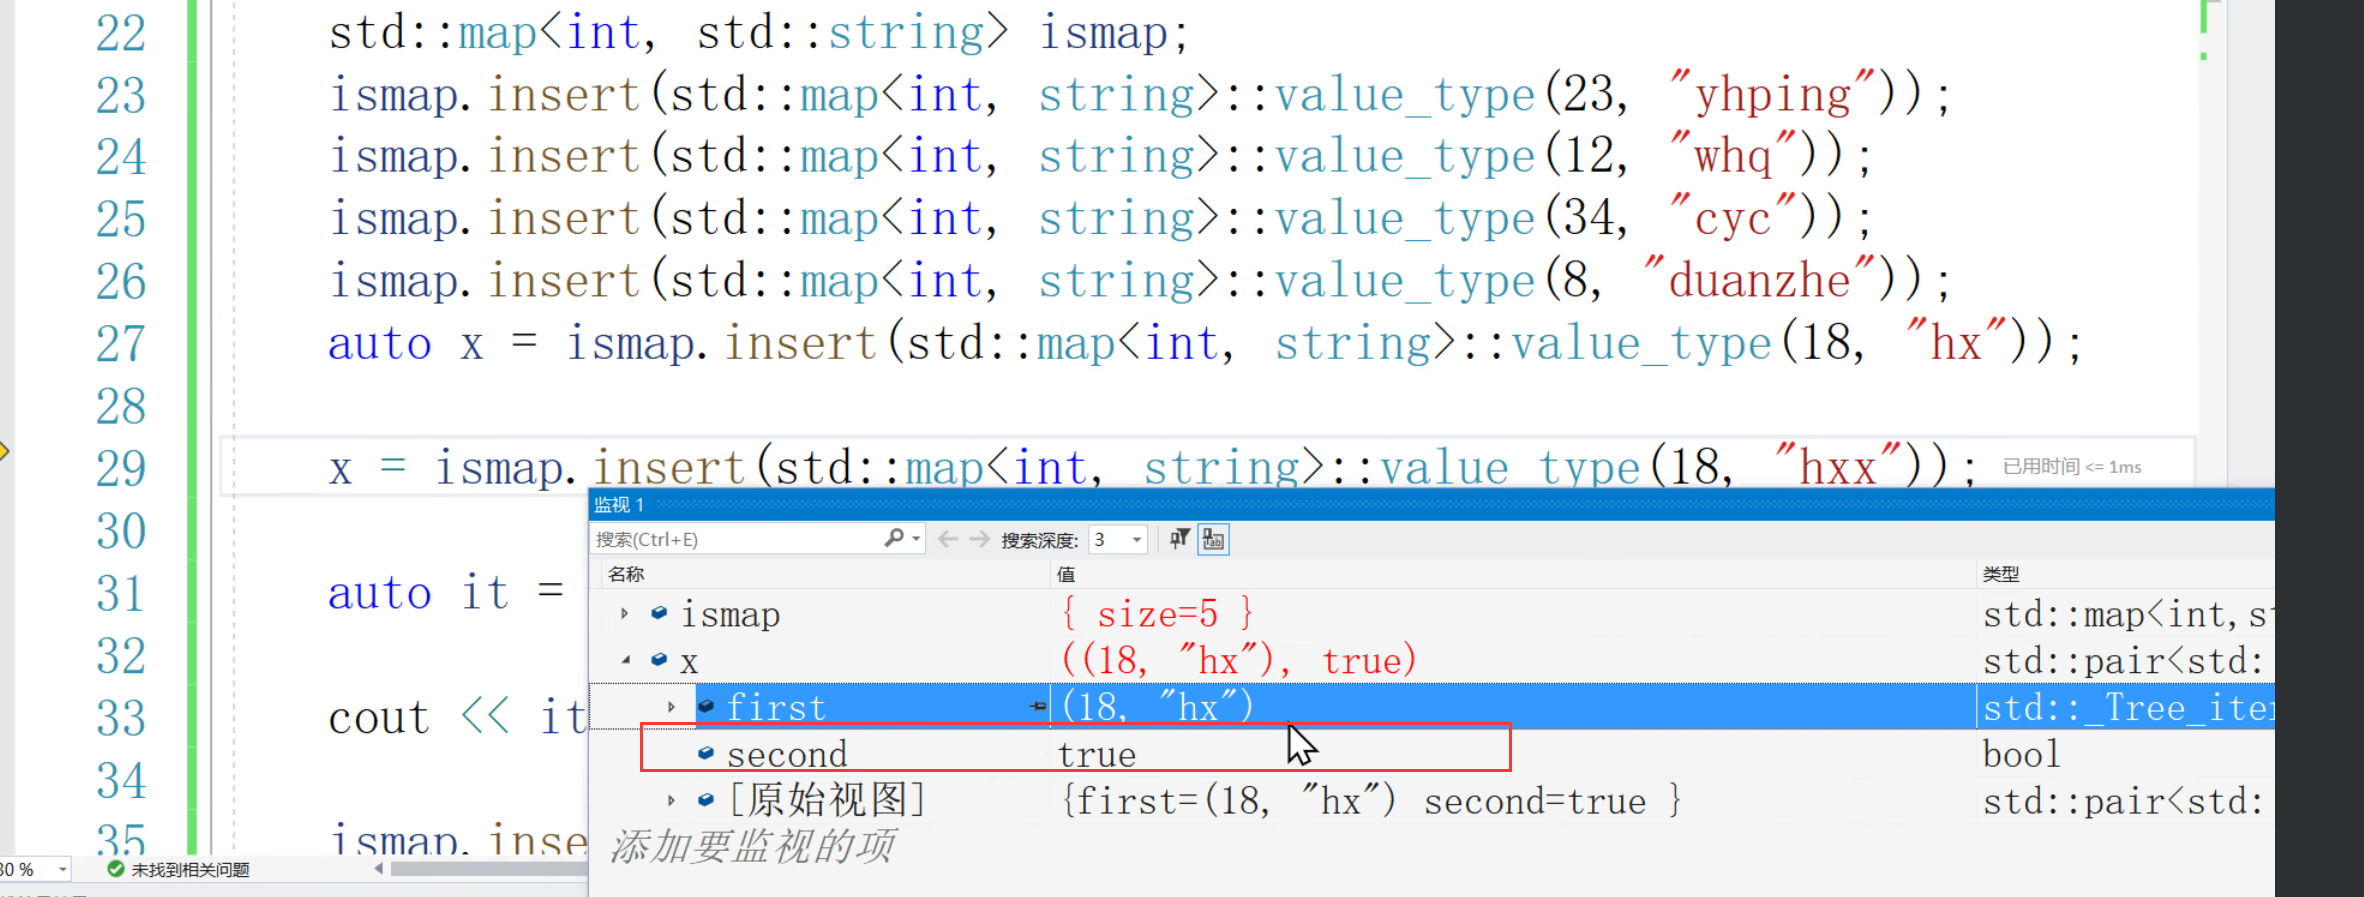 22 std::map<int, std::string> ismap;
23 ismap.insert(std::map<int, string>::value_type(23, "yhping"));
24 ismap.insert(std::map<int, string>::value_type(12, "whq"));
25 ismap.insert(std::map<int, string>::value_type(34, "cyc"));
26 ismap.insert(std::map<int, string>::value_type(8, "duanzhe"));
27 auto x = ismap.insert(std::map<int, string>::value_type(18, "hx"));
28
29 x = ismap.insert(std::map<int, string>::value_type(18, "hxx")); 已用时间 <= 1ms
30
31 auto it =
32
33 cout << it
34
35 ismap.inse
监视 1
搜索(Ctrl+E) 搜索深度: 3
名称 值 类型
ismap { size=5 } std::map<int,st
x ((18, "hx"), true) std::pair<std:
first (18, "hx") std::_Tree_iter
second true bool
[原始视图] {first=(18, "hx") second=true } std::pair<std:
添加要监视的项
30 % 未找到相关问题